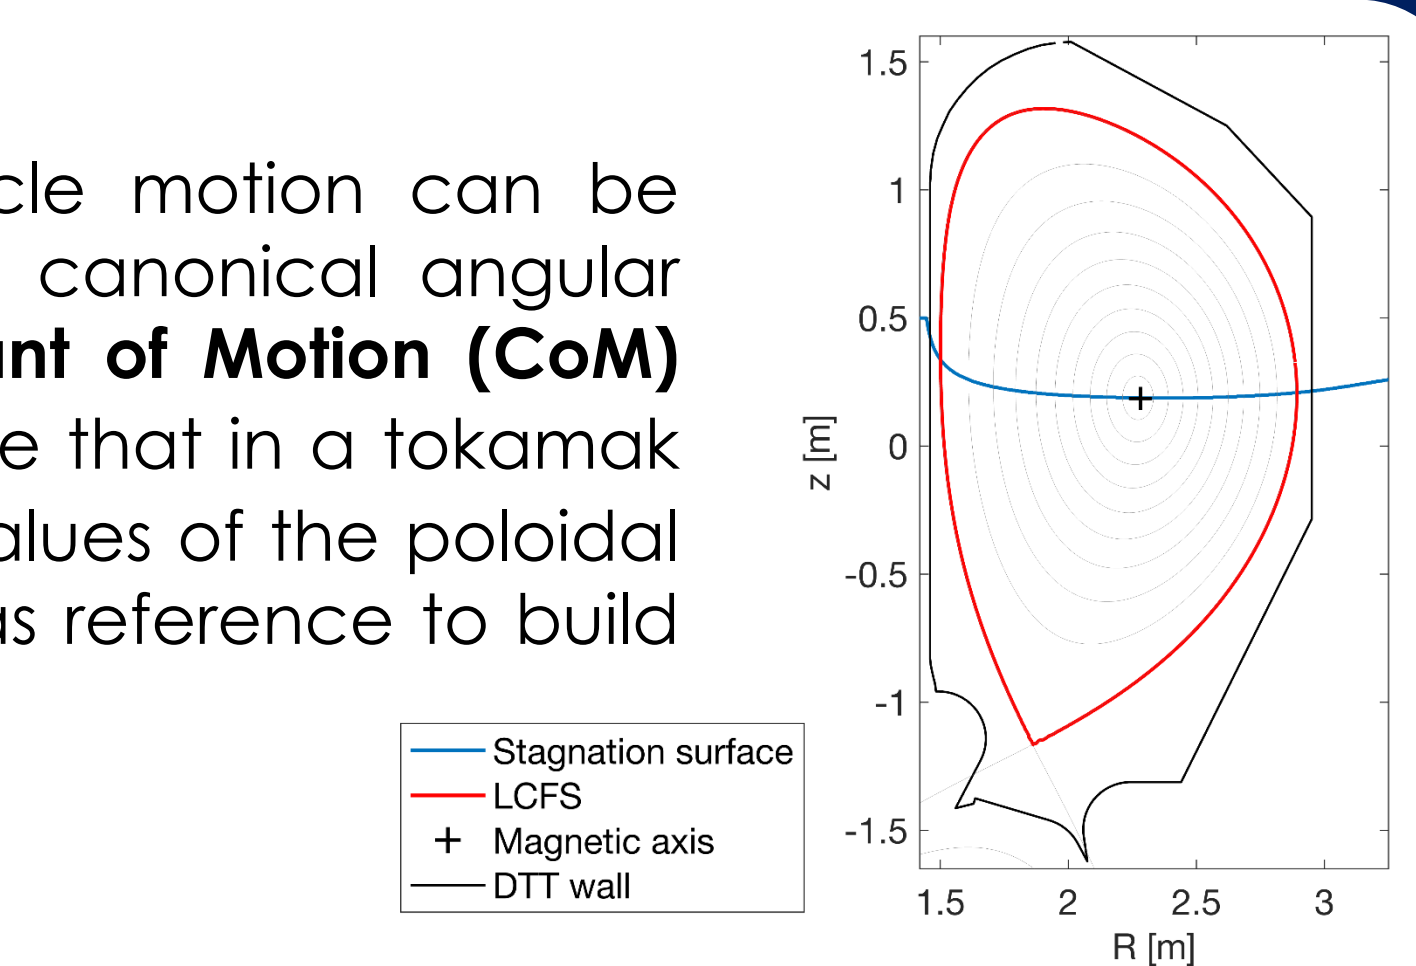 cle motion can be
canonical angular
ant of Motion (CoM)
e that in a tokamak
alues of the poloidal
as reference to build
Stagnation surface
LCFS
+ Magnetic axis
DTT wall
1.5
1
0.5
0
-0.5
-1
-1.5
z [m]
1.5 2 2.5 3
R [m]